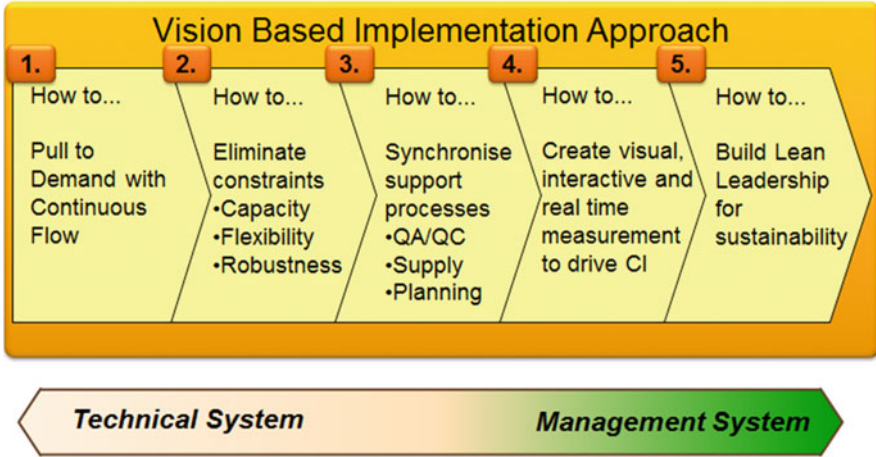 Vision Based Implementation Approach
1.
How to...
Pull to
Demand with
Continuous
Flow
2.
How to...
Eliminate
constraints
•Capacity
•Flexibility
•Robustness
3.
How to...
Synchronise
support
processes
•QA/QC
•Supply
•Planning
4.
How to...
Create visual,
interactive and
real time
measurement
to drive CI
5.
How to...
Build Lean
Leadership
for
sustainability
Technical System
Management System